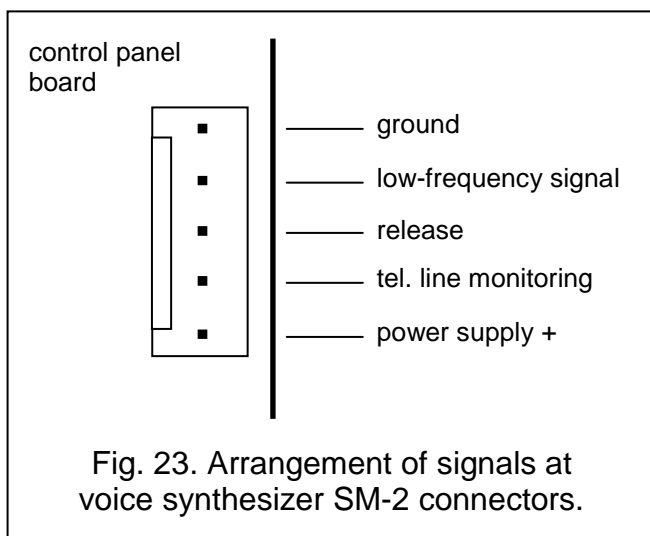 control panel
board
ground
low-frequency signal
release
tel. line monitoring
power supply +
Fig. 23. Arrangement of signals at
voice synthesizer SM-2 connectors.